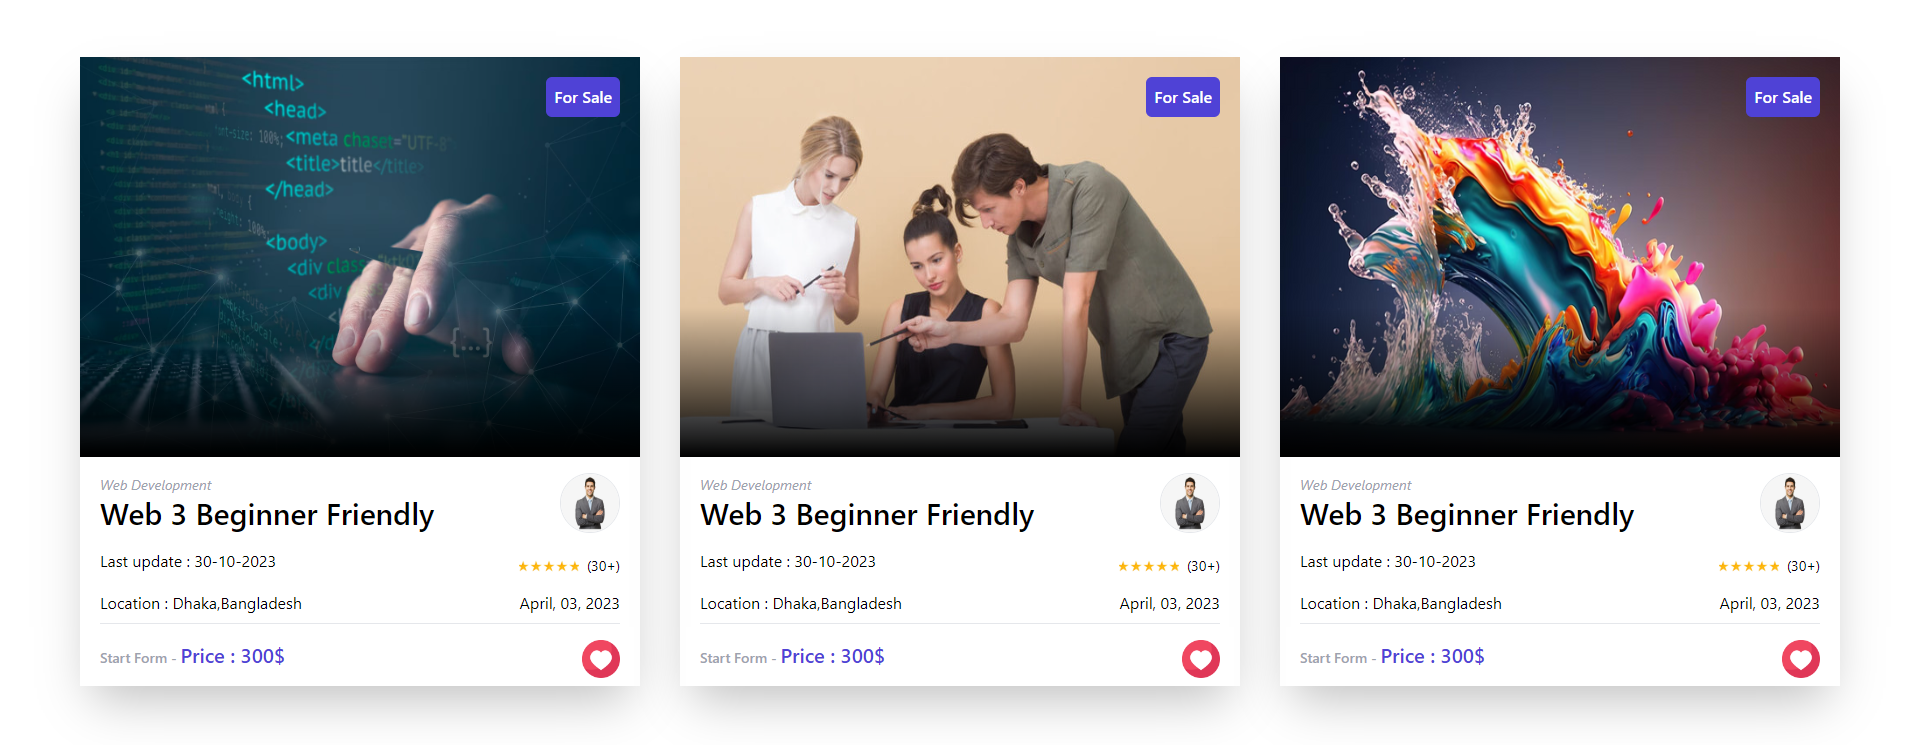 <html>
<head>
<meta chaset="UTF-8"
<title>title</title>
</head>
<body>
<div class=
<div
{...}
For Sale
Web Development
Web 3 Beginner Friendly
Last update : 30-10-2023
★★★★★ (30+)
Location : Dhaka,Bangladesh
April, 03, 2023
Start Form - Price : 300$
For Sale
Web Development
Web 3 Beginner Friendly
Last update : 30-10-2023
★★★★★ (30+)
Location : Dhaka,Bangladesh
April, 03, 2023
Start Form - Price : 300$
For Sale
Web Development
Web 3 Beginner Friendly
Last update : 30-10-2023
★★★★★ (30+)
Location : Dhaka,Bangladesh
April, 03, 2023
Start Form - Price : 300$